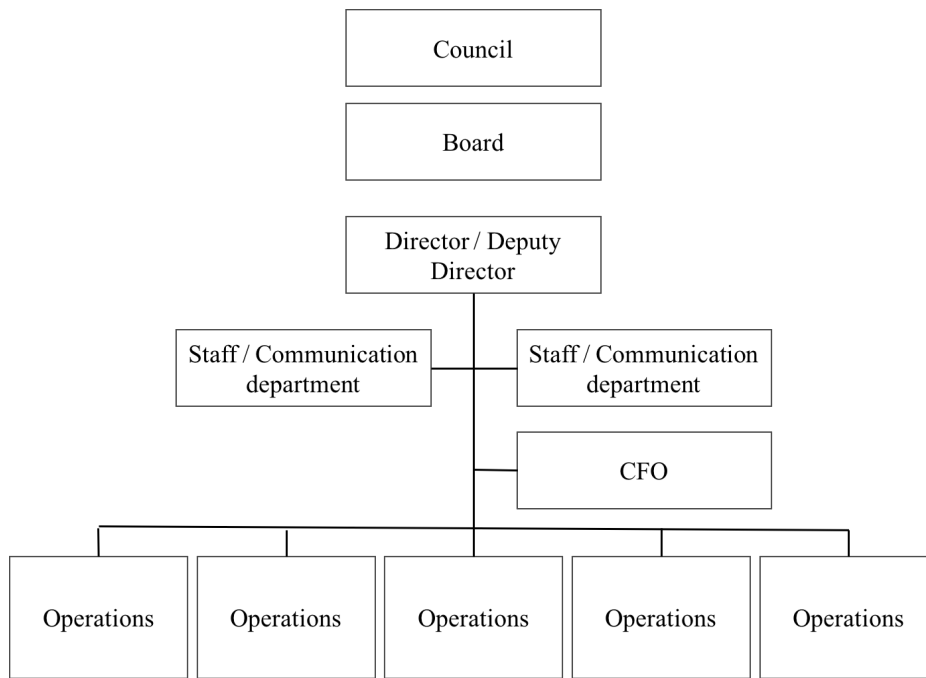 Council
Board
Director / Deputy
Director
Staff / Communication
department
Staff / Communication
department
CFO
Operations
Operations
Operations
Operations
Operations